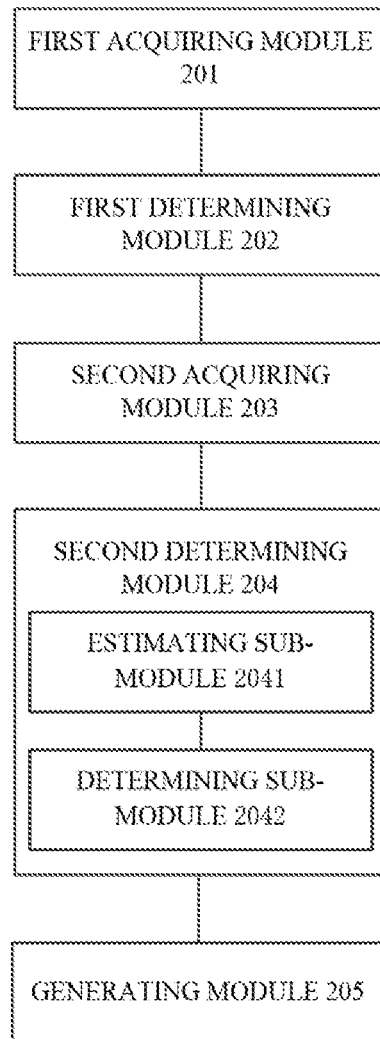 FIRST ACQUIRING MODULE
201
FIRST DETERMINING
MODULE 202
SECOND ACQUIRING
MODULE 203
SECOND DETERMINING
MODULE 204
ESTIMATING SUB-
MODULE 2041
DETERMINING SUB-
MODULE 2042
GENERATING MODULE 205